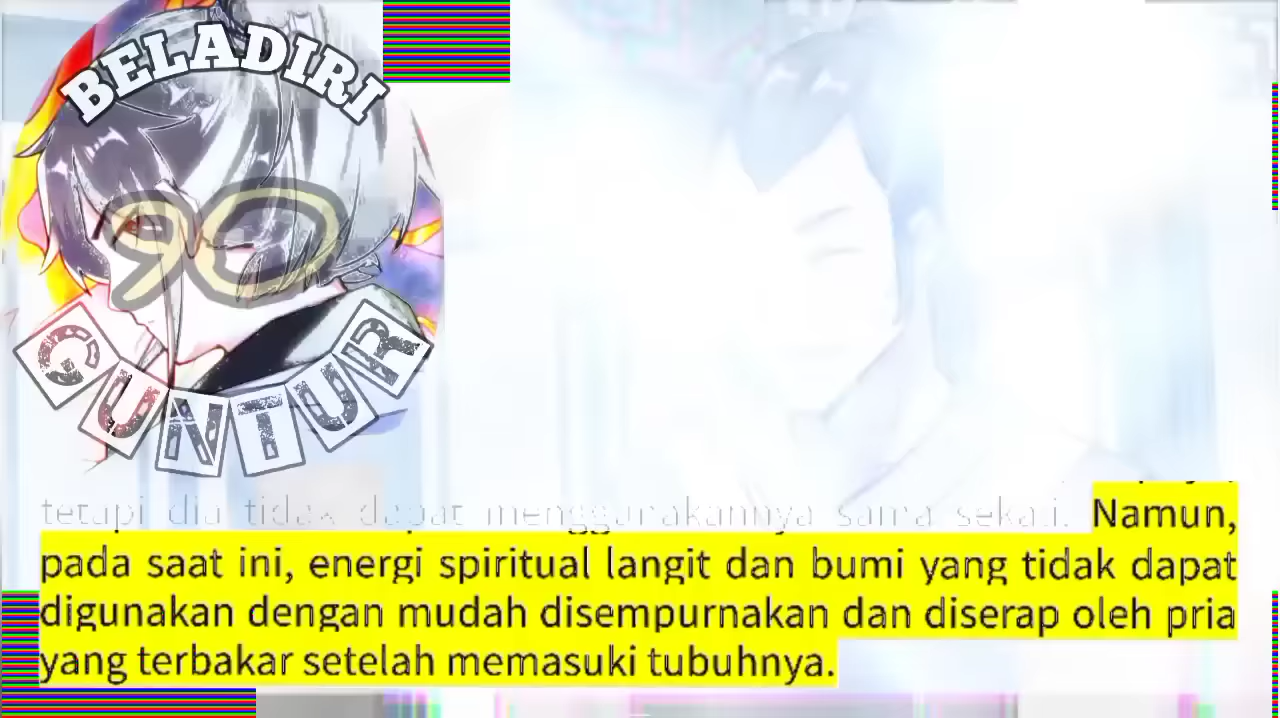 BELADIRI
GUNTUR
tetapi dia tidak dapat menggunakannya sama sekali. Namun,
pada saat ini, energi spiritual langit dan bumi yang tidak dapat
digunakan dengan mudah disempurnakan dan diserap oleh pria
yang terbakar setelah memasuki tubuhnya.